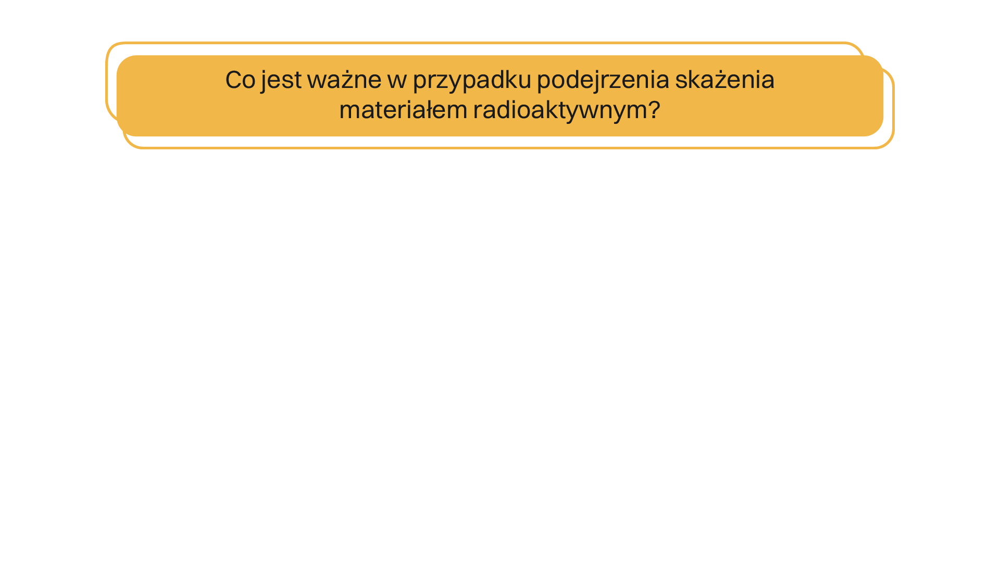 Co jest ważne w przypadku podejrzenia skażenia
materiałem radioaktywnym?